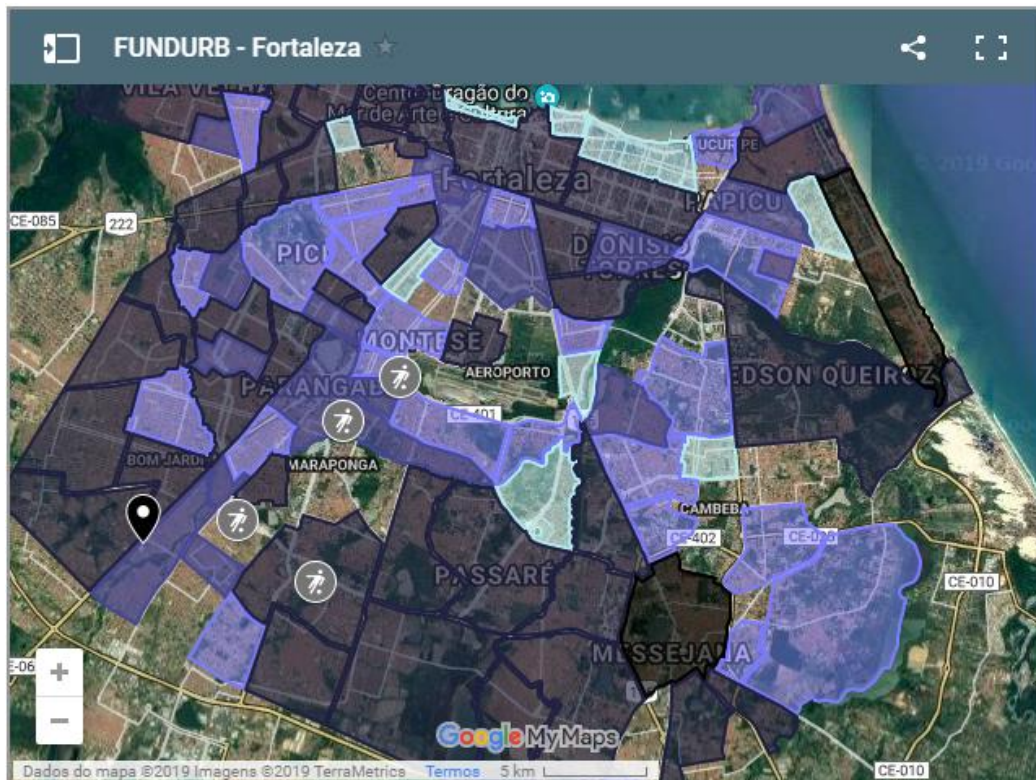 FUNDURB - Fortaleza
VILA VELHA
Centro Dragão do
Mar de Arte e Cultura
MUCURIPE
© 2019 Goo
Fortaleza
PAPICU
CE-085
222
DIONISIO
TORRES
PICI
MONTESE
AEROPORTO
EDSON QUEIROZ
PARANGABA
CE-401
BOM JARDI
MARAPONGA
CAMBEBA
CE-402
CE-025
PASSARÉ
CE-010
MESSEJANA
CE-06
+
−
Google My Maps
Dados do mapa ©2019 Imagens ©2019 TerraMetrics Termos 5 km
CE-010